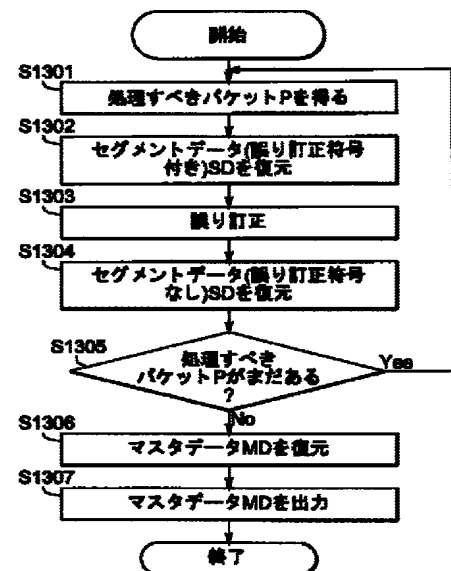 開始
S1301
処理すべきパケットPを得る
S1302
セグメントデータ(誤り訂正符号
付き)SDを復元
S1303
誤り訂正
S1304
セグメントデータ(誤り訂正符号
なし)SDを復元
S1305
処理すべき
パケットPがまだある
?
Yes
No
S1306
マスタデータMDを復元
S1307
マスタデータMDを出力
終了